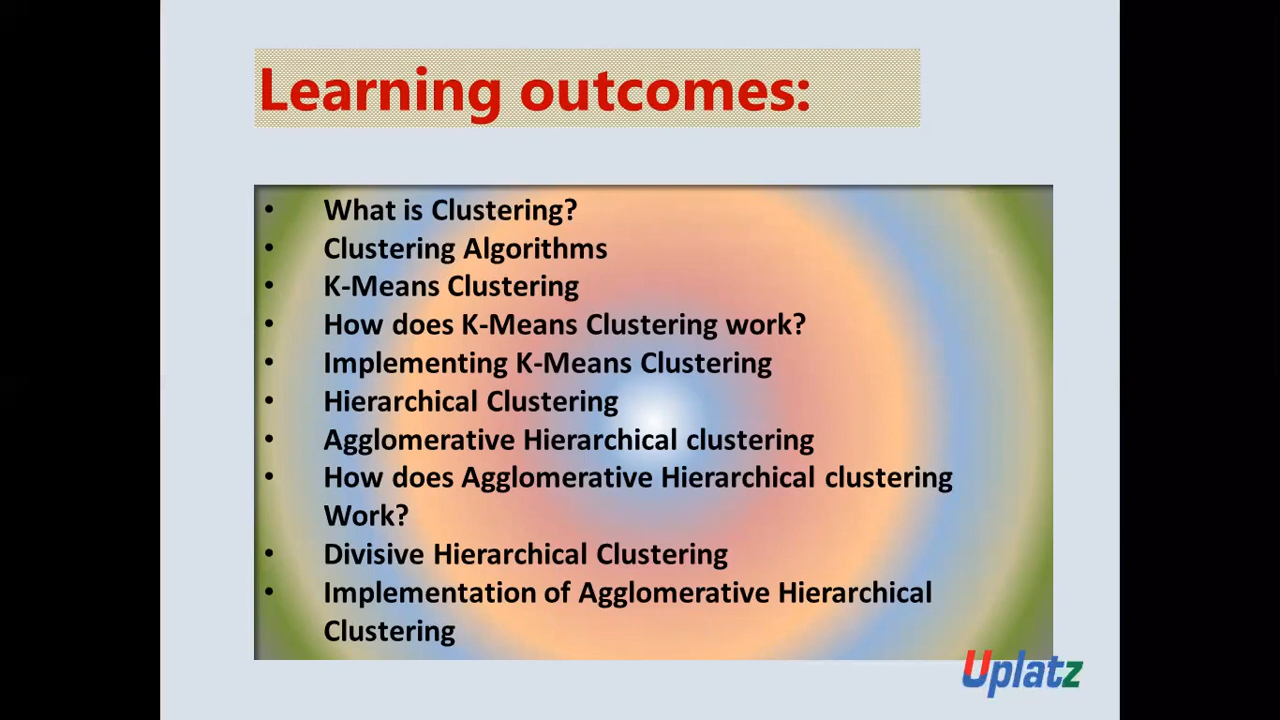 Learning outcomes:
• What is Clustering?
• Clustering Algorithms
• K-Means Clustering
• How does K-Means Clustering work?
• Implementing K-Means Clustering
• Hierarchical Clustering
• Agglomerative Hierarchical clustering
• How does Agglomerative Hierarchical clustering
Work?
• Divisive Hierarchical Clustering
• Implementation of Agglomerative Hierarchical
Clustering
Uplatz